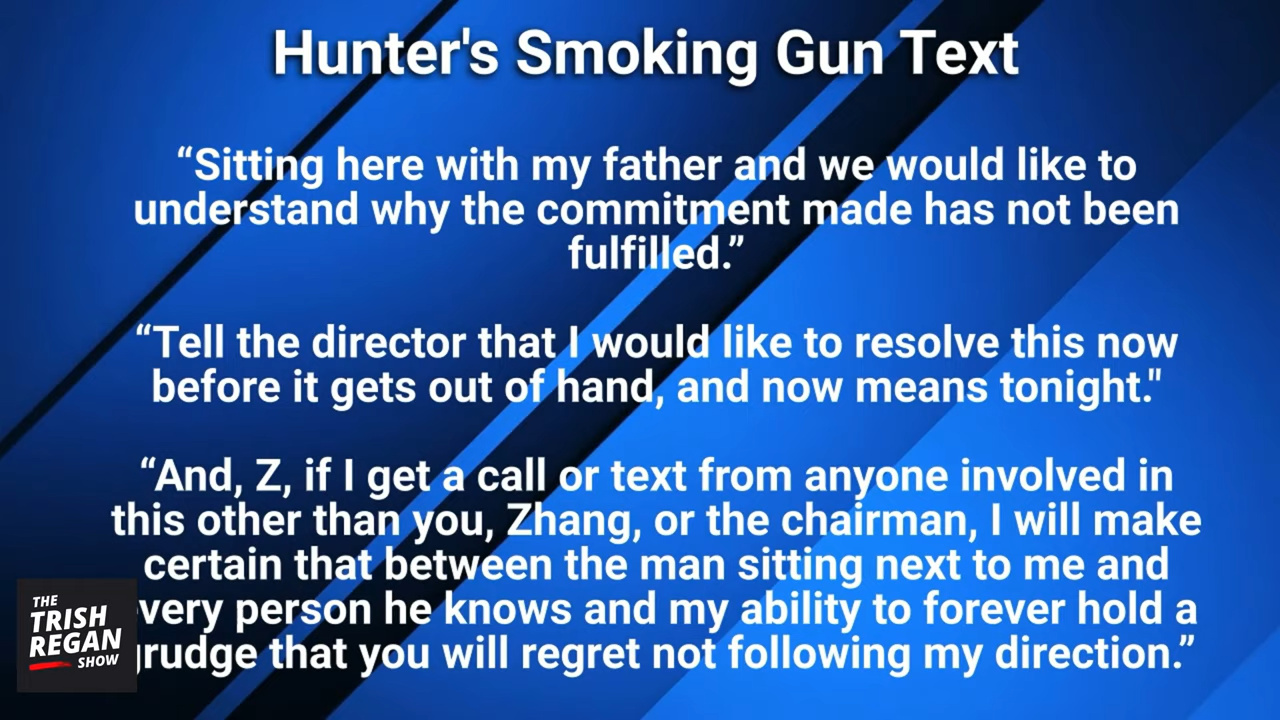 Hunter's Smoking Gun Text
“Sitting here with my father and we would like to
understand why the commitment made has not been
fulfilled.”
“Tell the director that I would like to resolve this now
before it gets out of hand, and now means tonight."
“And, Z, if I get a call or text from anyone involved in
this other than you, Zhang, or the chairman, I will make
certain that between the man sitting next to me and
every person he knows and my ability to forever hold a
grudge that you will regret not following my direction.”
THE
TRISH
REGAN
SHOW